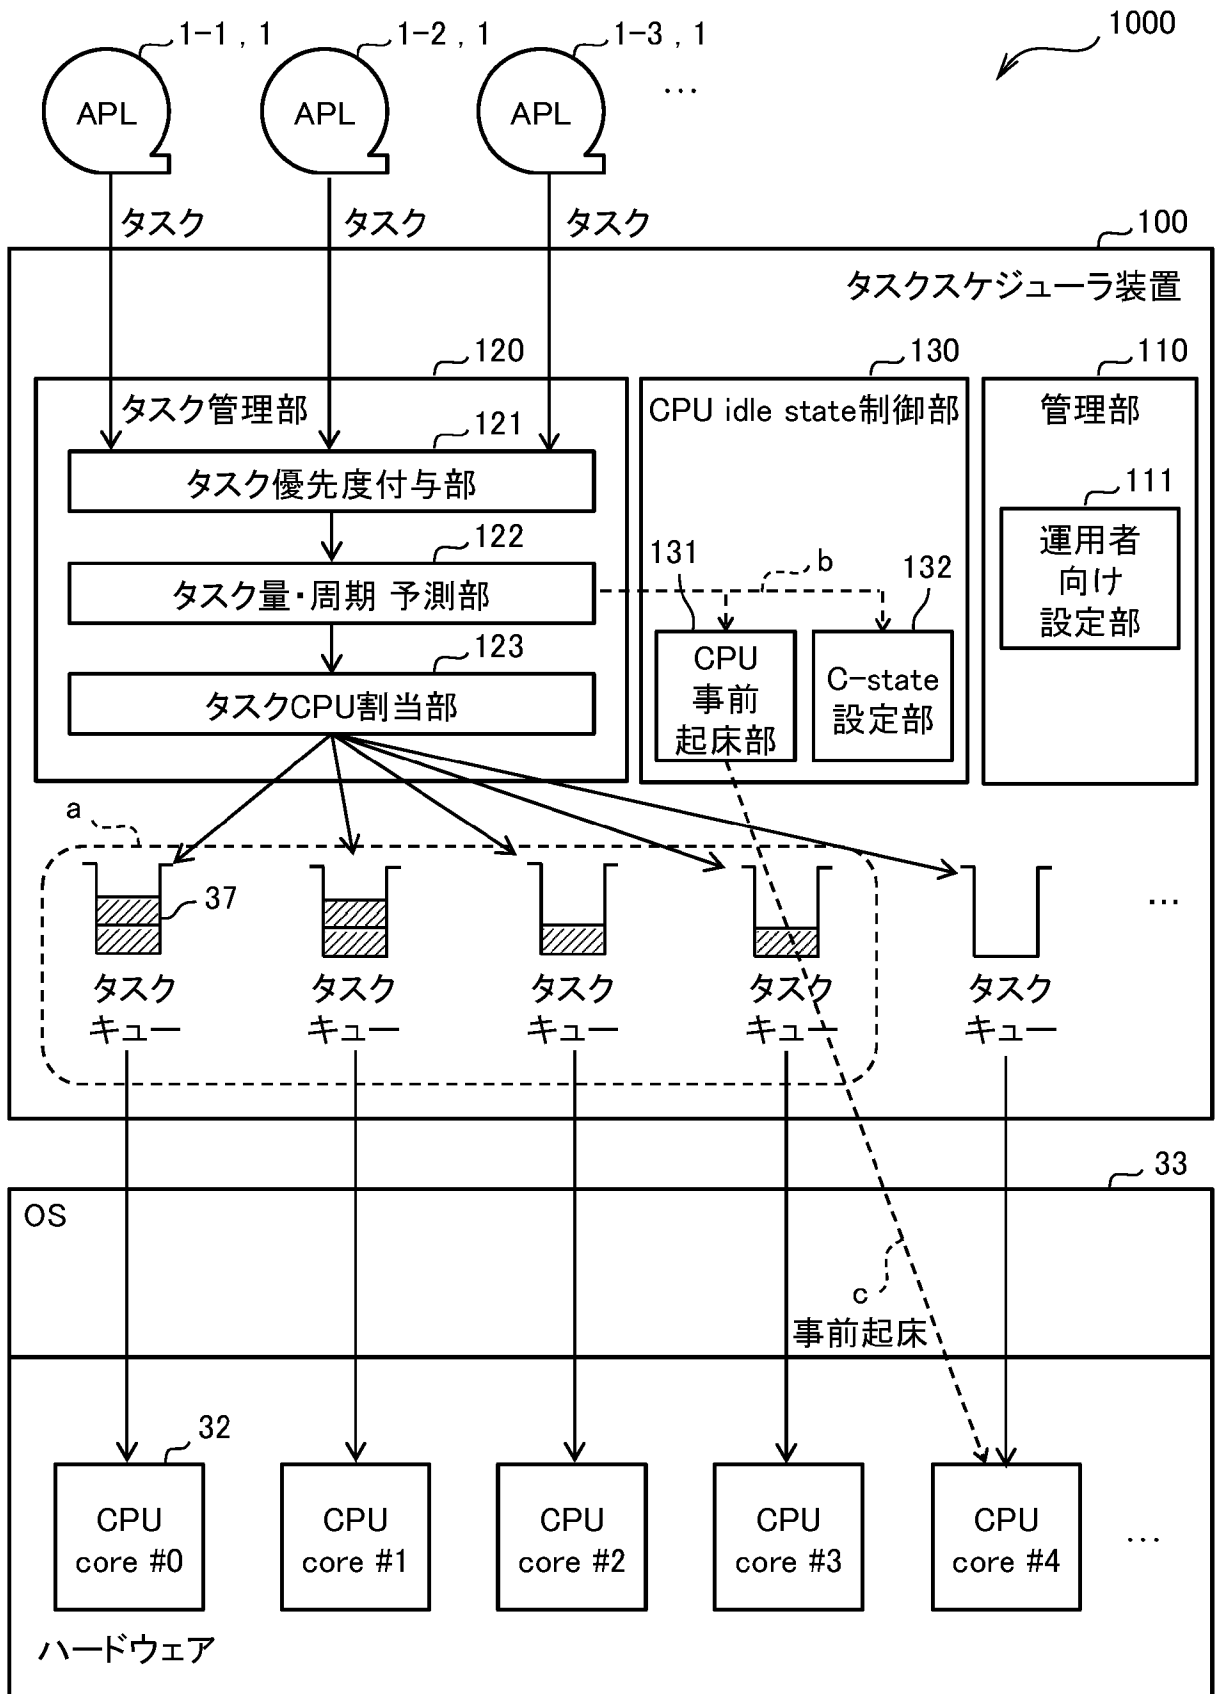 1-1 , 1
1-2 , 1
1-3 , 1
…
1000
APL
APL
APL
タスク
タスク
タスク
100
タスクスケジューラ装置
120
130
110
タスク管理部
CPU idle state制御部
管理部
121
タスク優先度付与部
111
運用者
向け
設定部
122
タスク量・周期 予測部
131
b
132
CPU
事前
起床部
C-state
設定部
123
タスクCPU割当部
a
37
…
タスク
キュー
タスク
キュー
タスク
キュー
タスク
キュー
タスク
キュー
33
OS
c
事前起床
32
CPU
core #0
CPU
core #1
CPU
core #2
CPU
core #3
CPU
core #4
…
ハードウェア